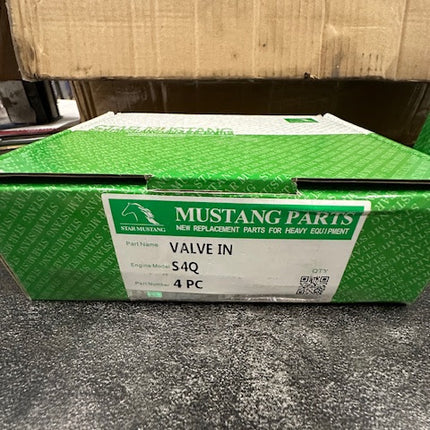 STAR MUSTANG
MUSTANG PARTS
NEW REPLACEMENT PARTS FOR HEAVY EQUIPMENT
Part Name VALVE IN
Engine Model S4Q
QTY
Part Number 4 PC